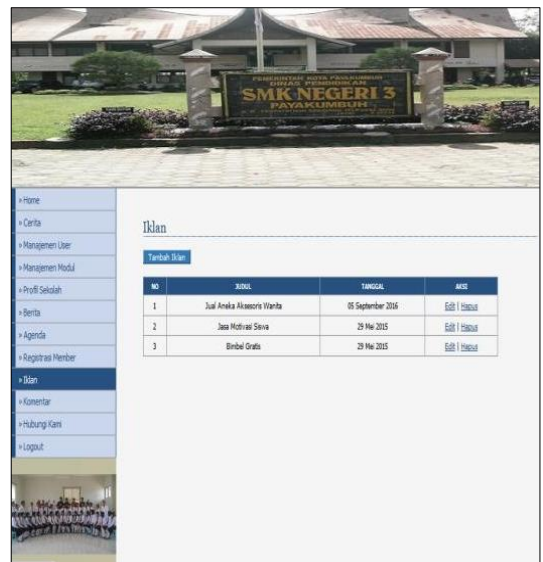 PEMERINTAH KOTA PAYAKUMBUH
DINAS PENDIDIKAN
SMK NEGERI 3
PAYAKUMBUH
» Home
» Cerita
» Manajemen User
» Manajemen Modul
» Profil Sekolah
» Berita
» Agenda
» Registrasi Member
» Iklan
» Komentar
» Hubungi Kami
» Logout
Iklan
Tambah Iklan
NO JUDUL TANGGAL AKSI
1 Jual Aneka Aksesoris Wanita 05 September 2016 Edit | Hapus
2 Jasa Motivasi Siswa 29 Mei 2015 Edit | Hapus
3 Bimbel Gratis 29 Mei 2015 Edit | Hapus